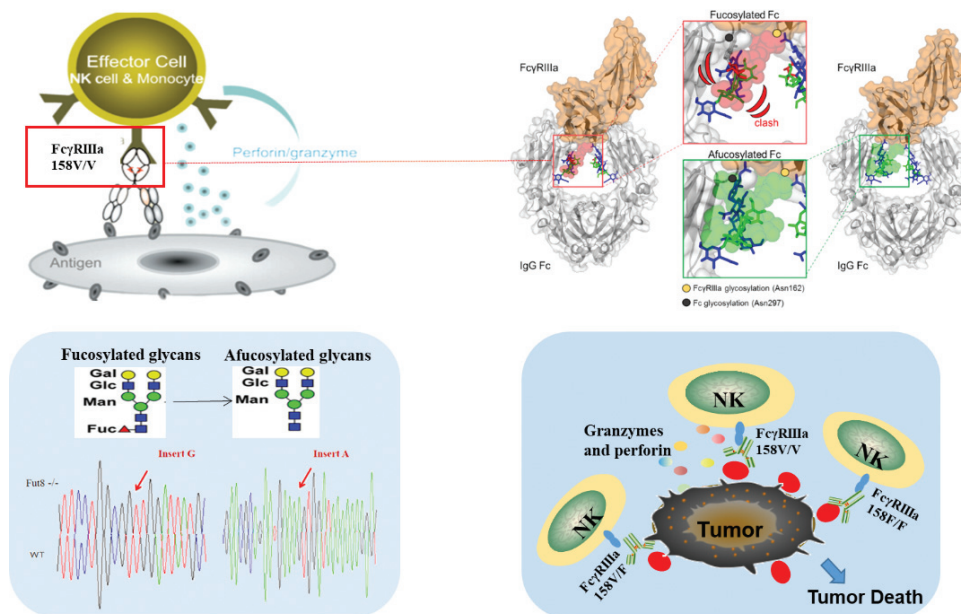 Effector Cell
NK cell & Monocyte
3
FcγRIIIa
158V/V
Perforin/granzyme
Antigen
Fucosylated Fc
FcγRIIIa
clash
Afucosylated Fc
IgG Fc
FcγRIIIa
IgG Fc
FcγRIIIa glycosylation (Asn162)
Fc glycosylation (Asn297)
Fucosylated glycans
Afucosylated glycans
Gal
Glc
Man
Fuc
Gal
Glc
Man
Insert G
Insert A
Fut8 -/-
WT
NK
Granzymes
and perforin
FcγRIIIa
158V/V
NK
FcγRIIIa
158F/F
NK
FcγRIIIa
158V/F
Tumor
Tumor Death